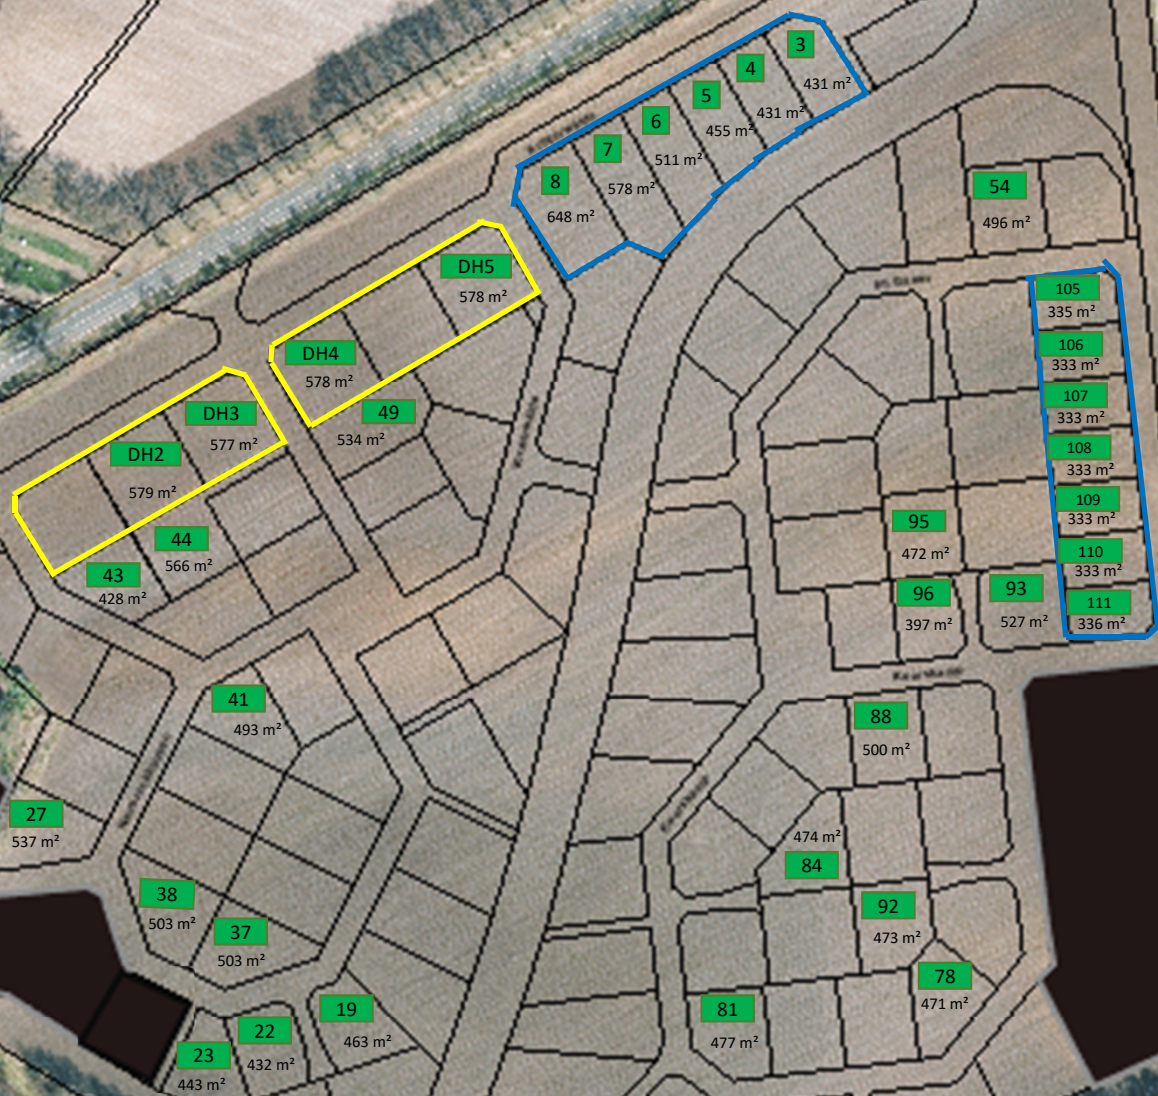 3
431 m²
4
431 m²
5
455 m²
6
511 m²
7
578 m²
8
648 m²
54
496 m²
DH5
578 m²
DH4
578 m²
49
534 m²
DH3
577 m²
DH2
579 m²
44
566 m²
43
428 m²
105
335 m²
106
333 m²
107
333 m²
108
333 m²
109
333 m²
110
333 m²
111
336 m²
95
472 m²
96
397 m²
93
527 m²
41
493 m²
88
500 m²
27
537 m²
474 m²
84
38
503 m²
37
503 m²
92
473 m²
78
471 m²
19
463 m²
81
477 m²
22
432 m²
23
443 m²